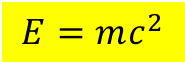 E = mc²